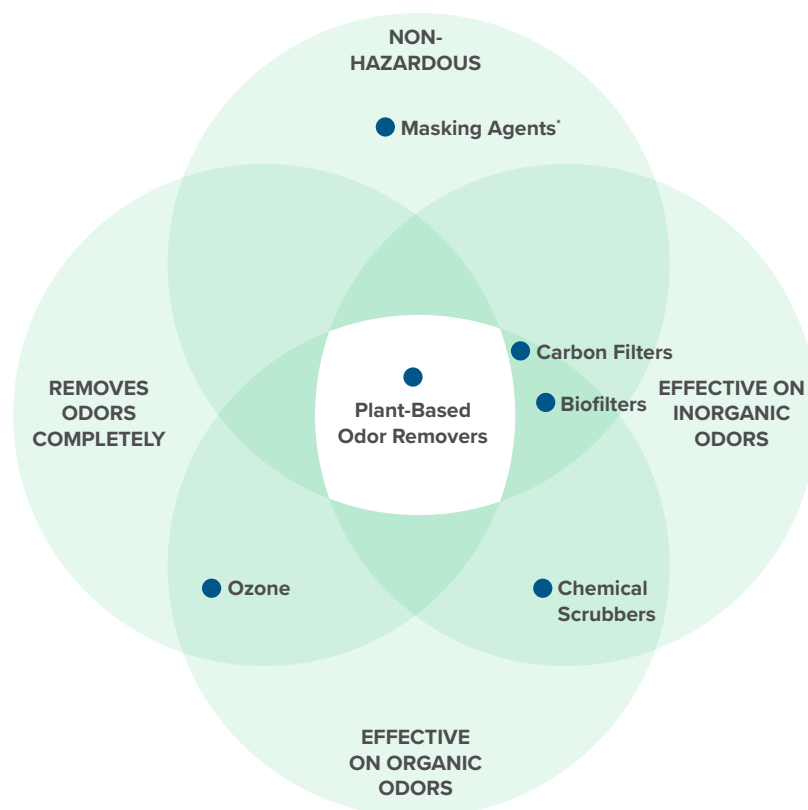 NON-
HAZARDOUS
Masking Agents*
Carbon Filters
REMOVES
ODORS
COMPLETELY
Plant-Based
Odor Removers
Biofilters
EFFECTIVE ON
INORGANIC
ODORS
Ozone
Chemical
Scrubbers
EFFECTIVE
ON ORGANIC
ODORS